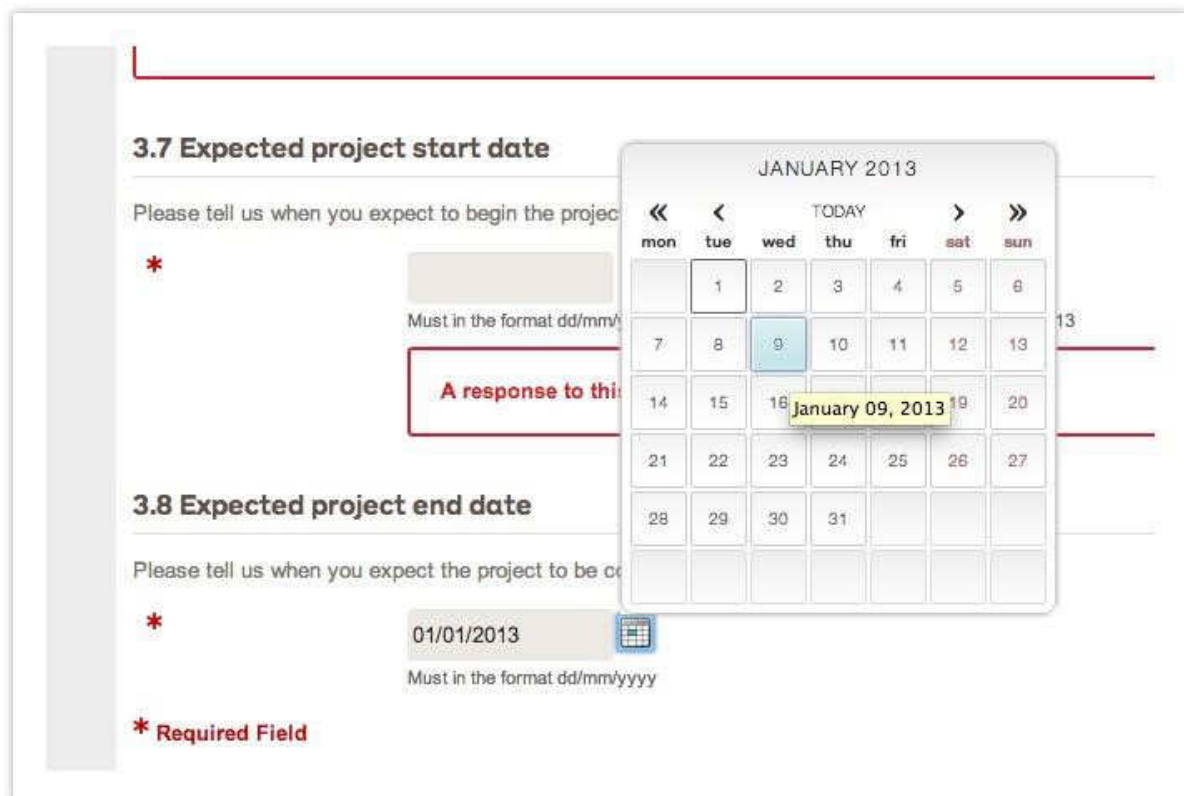 3.7 Expected project start date
Please tell us when you expect to begin the projec
*
Must in the format dd/mm/y
13
A response to this
JANUARY 2013
« ‹ TODAY › »
mon tue wed thu fri sat sun
1 2 3 4 5 6
7 8 9 10 11 12 13
14 15 16 19 20
January 09, 2013
21 22 23 24 25 26 27
28 29 30 31
3.8 Expected project end date
Please tell us when you expect the project to be co
*
01/01/2013
Must in the format dd/mm/yyyy
* Required Field